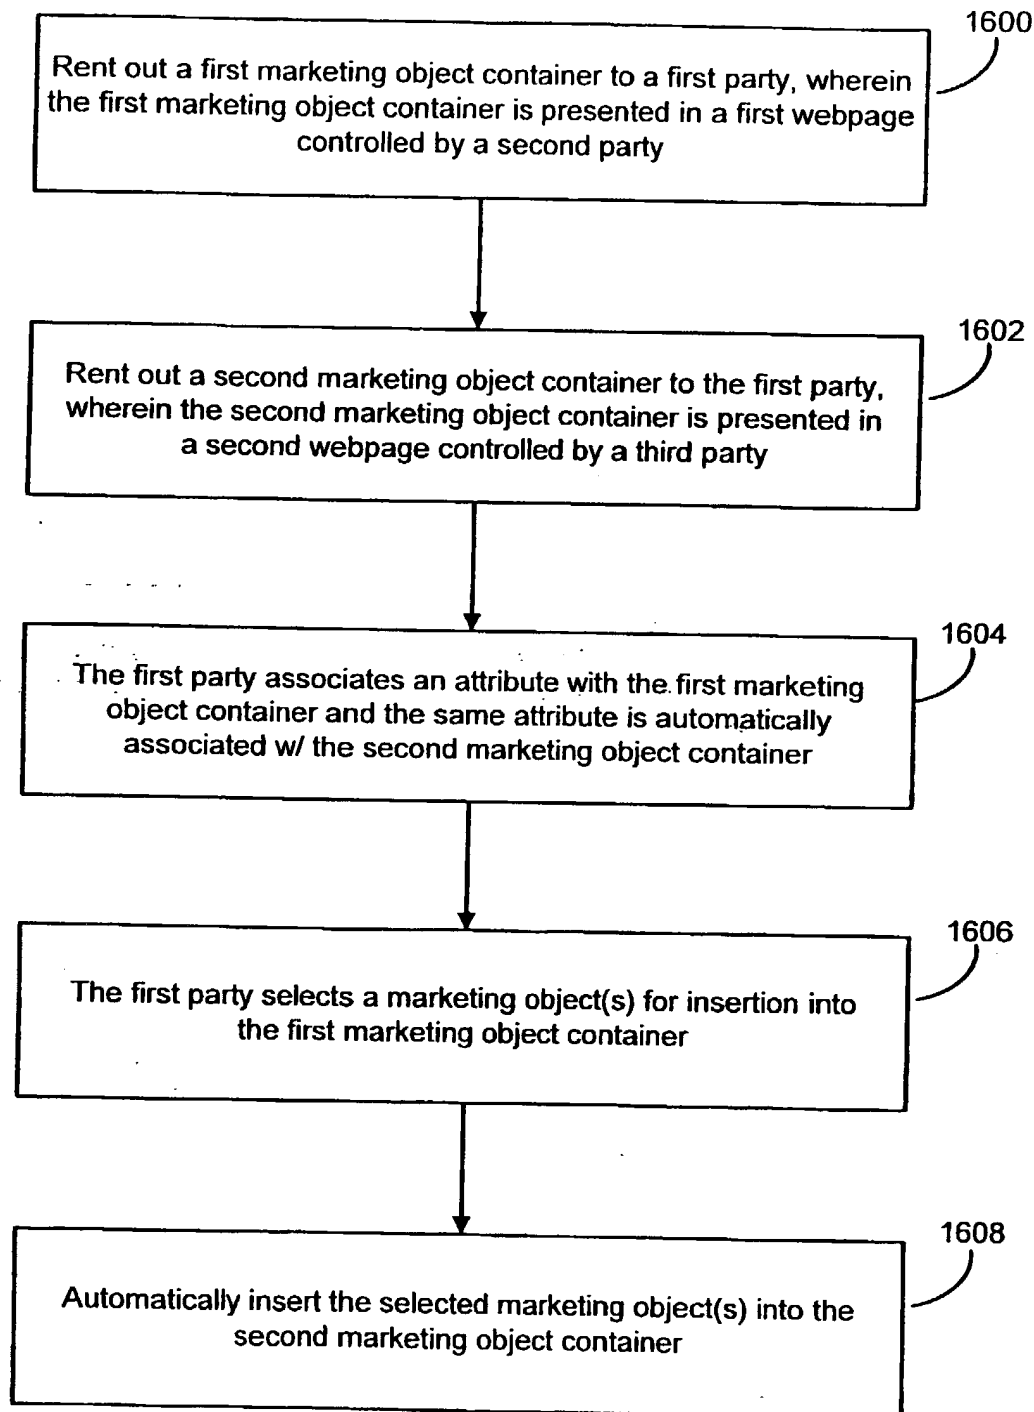 1600
Rent out a first marketing object container to a first party, wherein
the first marketing object container is presented in a first webpage
controlled by a second party
1602
Rent out a second marketing object container to the first party,
wherein the second marketing object container is presented in
a second webpage controlled by a third party
1604
The first party associates an attribute with the first marketing
object container and the same attribute is automatically
associated w/ the second marketing object container
1606
The first party selects a marketing object(s) for insertion into
the first marketing object container
1608
Automatically insert the selected marketing object(s) into the
second marketing object container